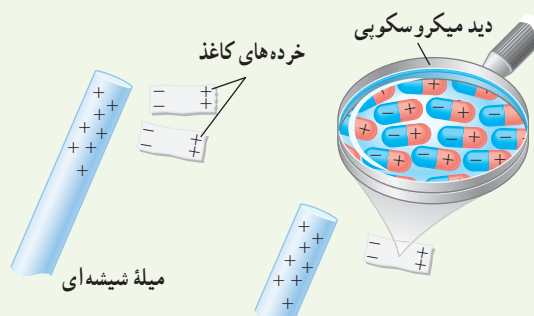 دید میکروسکوپی
خرده‌های کاغذ
میلهٔ شیشه‌ای